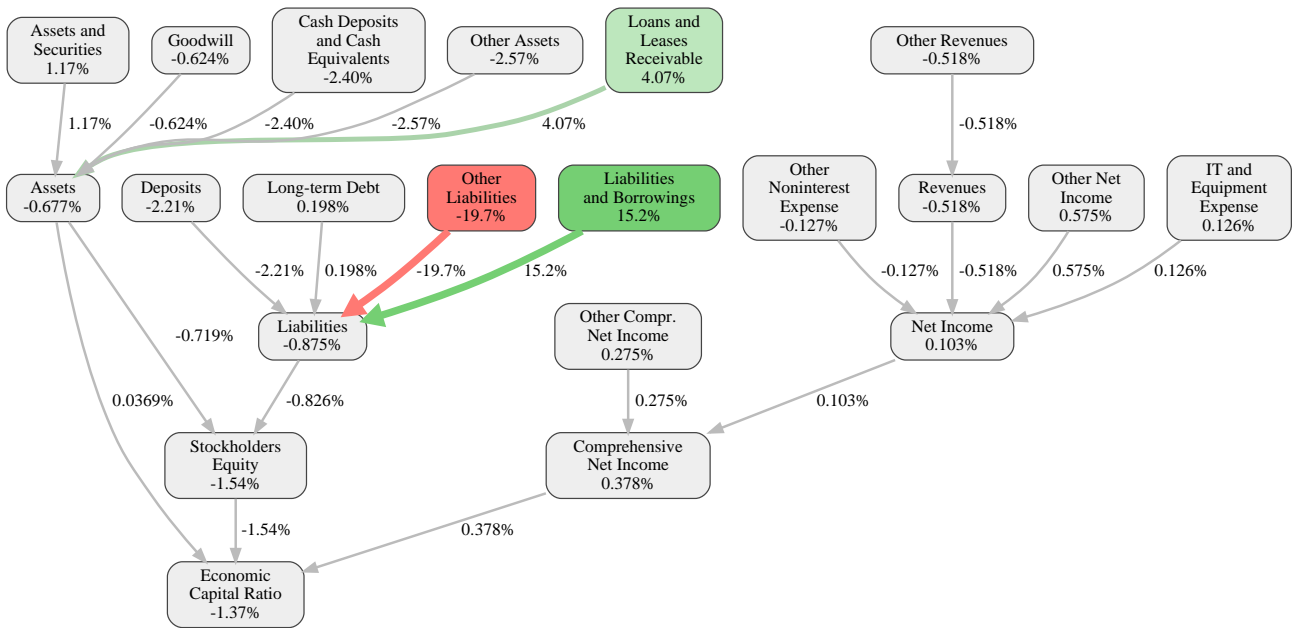 Assets and
Securities
1.17%
Goodwill
-0.624%
Cash Deposits
and Cash
Equivalents
-2.40%
Other Assets
-2.57%
Loans and
Leases
Receivable
4.07%
Other Revenues
-0.518%
1.17%
-0.624%
-2.40%
-2.57%
4.07%
-0.518%
Assets
-0.677%
Deposits
-2.21%
Long-term Debt
0.198%
Other
Liabilities
-19.7%
Liabilities
and Borrowings
15.2%
Other
Noninterest
Expense
-0.127%
Revenues
-0.518%
Other Net
Income
0.575%
IT and
Equipment
Expense
0.126%
-2.21%
0.198%
-19.7%
15.2%
-0.127%
-0.518%
0.575%
0.126%
-0.719%
Liabilities
-0.875%
Other Compr.
Net Income
0.275%
Net Income
0.103%
0.0369%
-0.826%
0.275%
0.103%
Stockholders
Equity
-1.54%
Comprehensive
Net Income
0.378%
-1.54%
0.378%
Economic
Capital Ratio
-1.37%